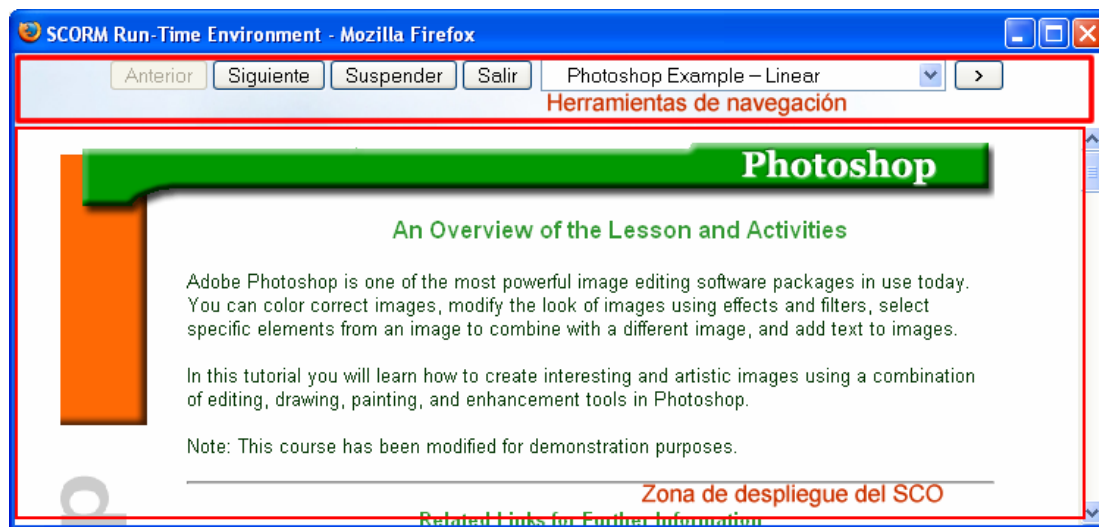 SCORM Run-Time Environment - Mozilla Firefox
Anterior Siguiente Suspender Salir Photoshop Example – Linear >
Herramientas de navegación
Photoshop
An Overview of the Lesson and Activities
Adobe Photoshop is one of the most powerful image editing software packages in use today.
You can color correct images, modify the look of images using effects and filters, select
specific elements from an image to combine with a different image, and add text to images.
In this tutorial you will learn how to create interesting and artistic images using a combination
of editing, drawing, painting, and enhancement tools in Photoshop.
Note: This course has been modified for demonstration purposes.
Zona de despliegue del SCO
Related Links for Further Information